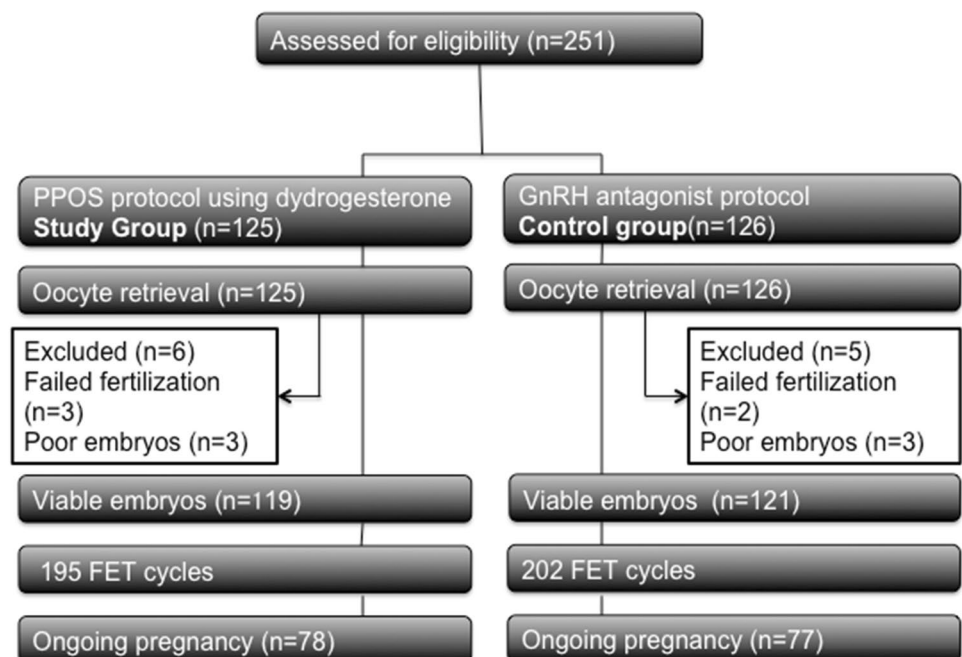 Assessed for eligibility (n=251)
PPOS protocol using dydrogesterone
Study Group (n=125)
GnRH antagonist protocol
Control group(n=126)
Oocyte retrieval (n=125)
Oocyte retrieval (n=126)
Excluded (n=6)
Failed fertilization
(n=3)
Poor embryos (n=3)
Excluded (n=5)
Failed fertilization
(n=2)
Poor embryos (n=3)
Viable embryos (n=119)
Viable embryos (n=121)
195 FET cycles
202 FET cycles
Ongoing pregnancy (n=78)
Ongoing pregnancy (n=77)